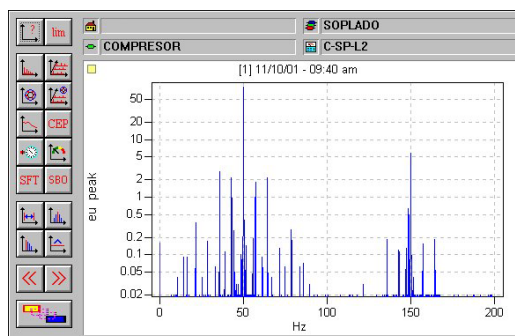 ? lim
SOPLADO
COMPRESOR
C-SP-L2
[1] 11/10/01 - 09:40 am
CEP
SFT SBO
eu peak
50
20
10
5
2
1
0.5
0.2
0.1
0.05
0.02
0 50 100 150 200
Hz